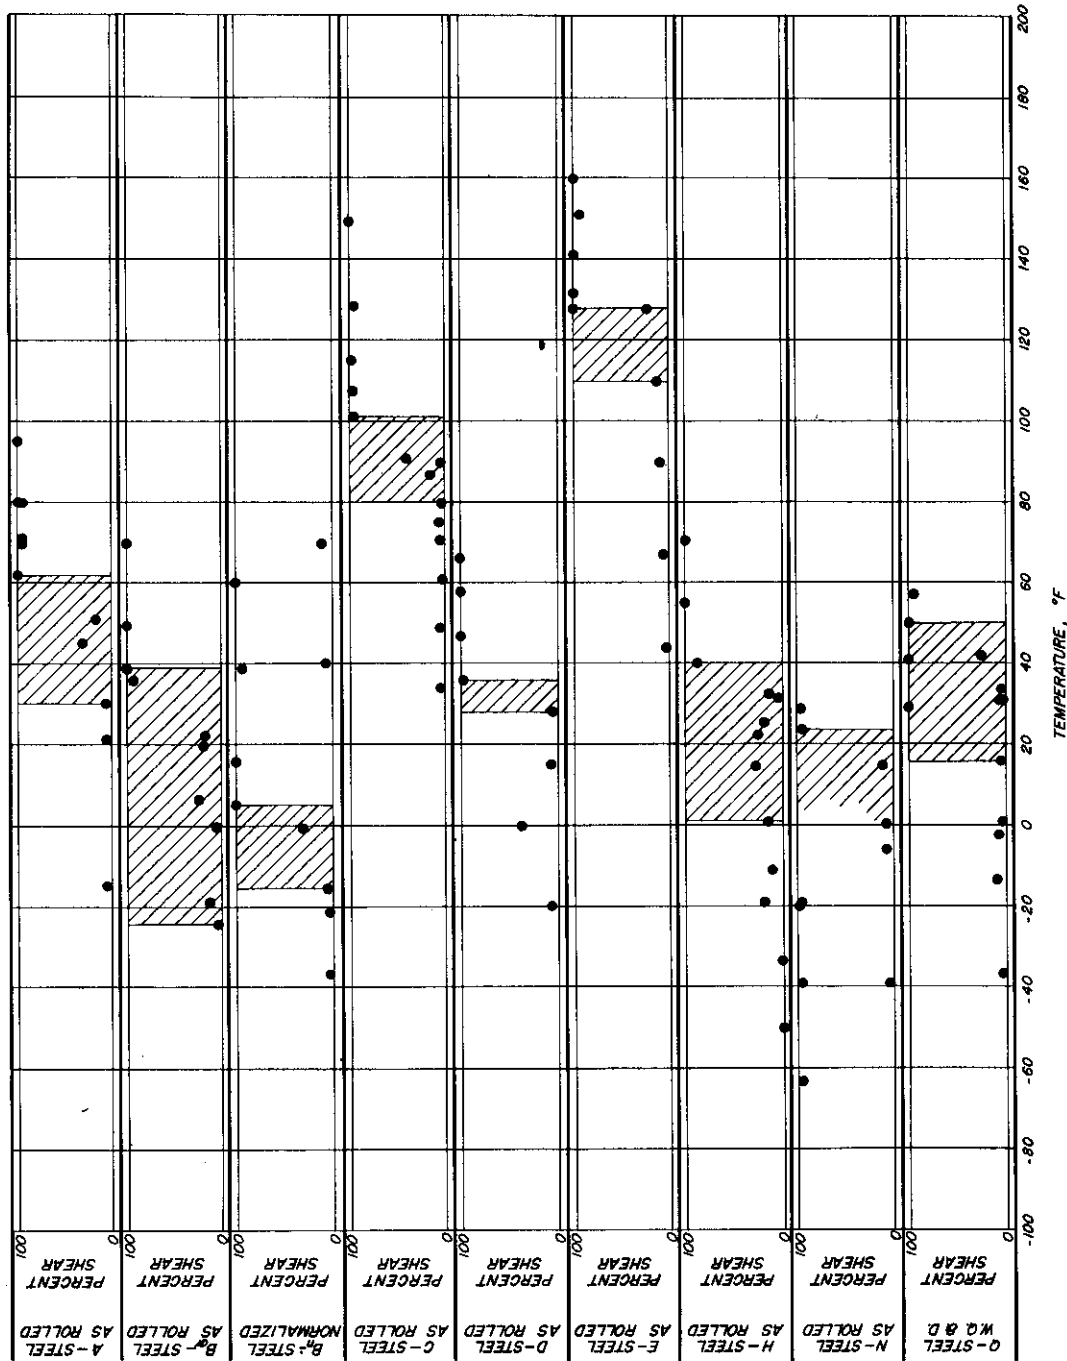 A-STEEL
AS ROLLED
PERCENT
SHEAR
100
0
Bar-STEEL
AS ROLLED
PERCENT
SHEAR
100
0
Bn-STEEL
NORMALIZED
PERCENT
SHEAR
100
0
C-STEEL
AS ROLLED
PERCENT
SHEAR
100
0
D-STEEL
AS ROLLED
PERCENT
SHEAR
100
0
E-STEEL
AS ROLLED
PERCENT
SHEAR
100
0
H-STEEL
AS ROLLED
PERCENT
SHEAR
100
0
N-STEEL
AS ROLLED
PERCENT
SHEAR
100
0
Q-STEEL
W.Q. & D.
PERCENT
SHEAR
100
0
-100 -80 -60 -40 -20 0 20 40 60 80 100 120 140 160 180 200
TEMPERATURE, °F